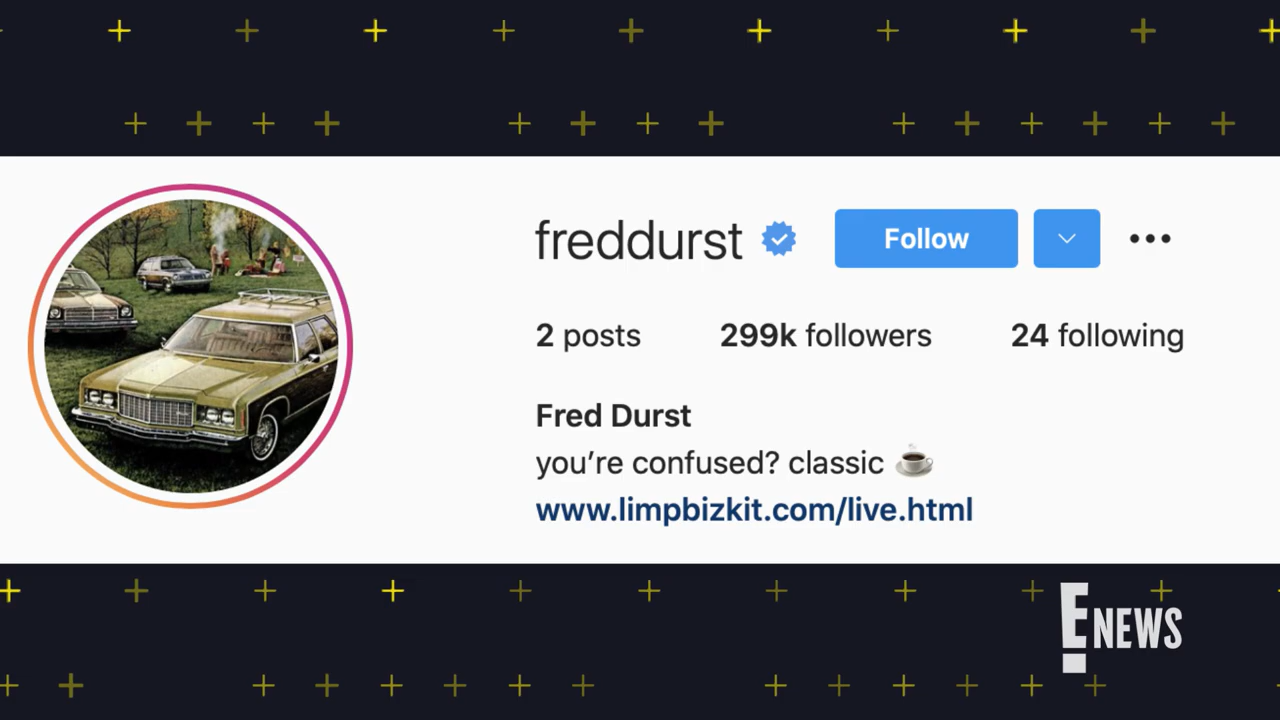 freddurst
Follow
2 posts 299k followers 24 following
Fred Durst
you’re confused? classic ☕
www.limpbizkit.com/live.html
E NEWS